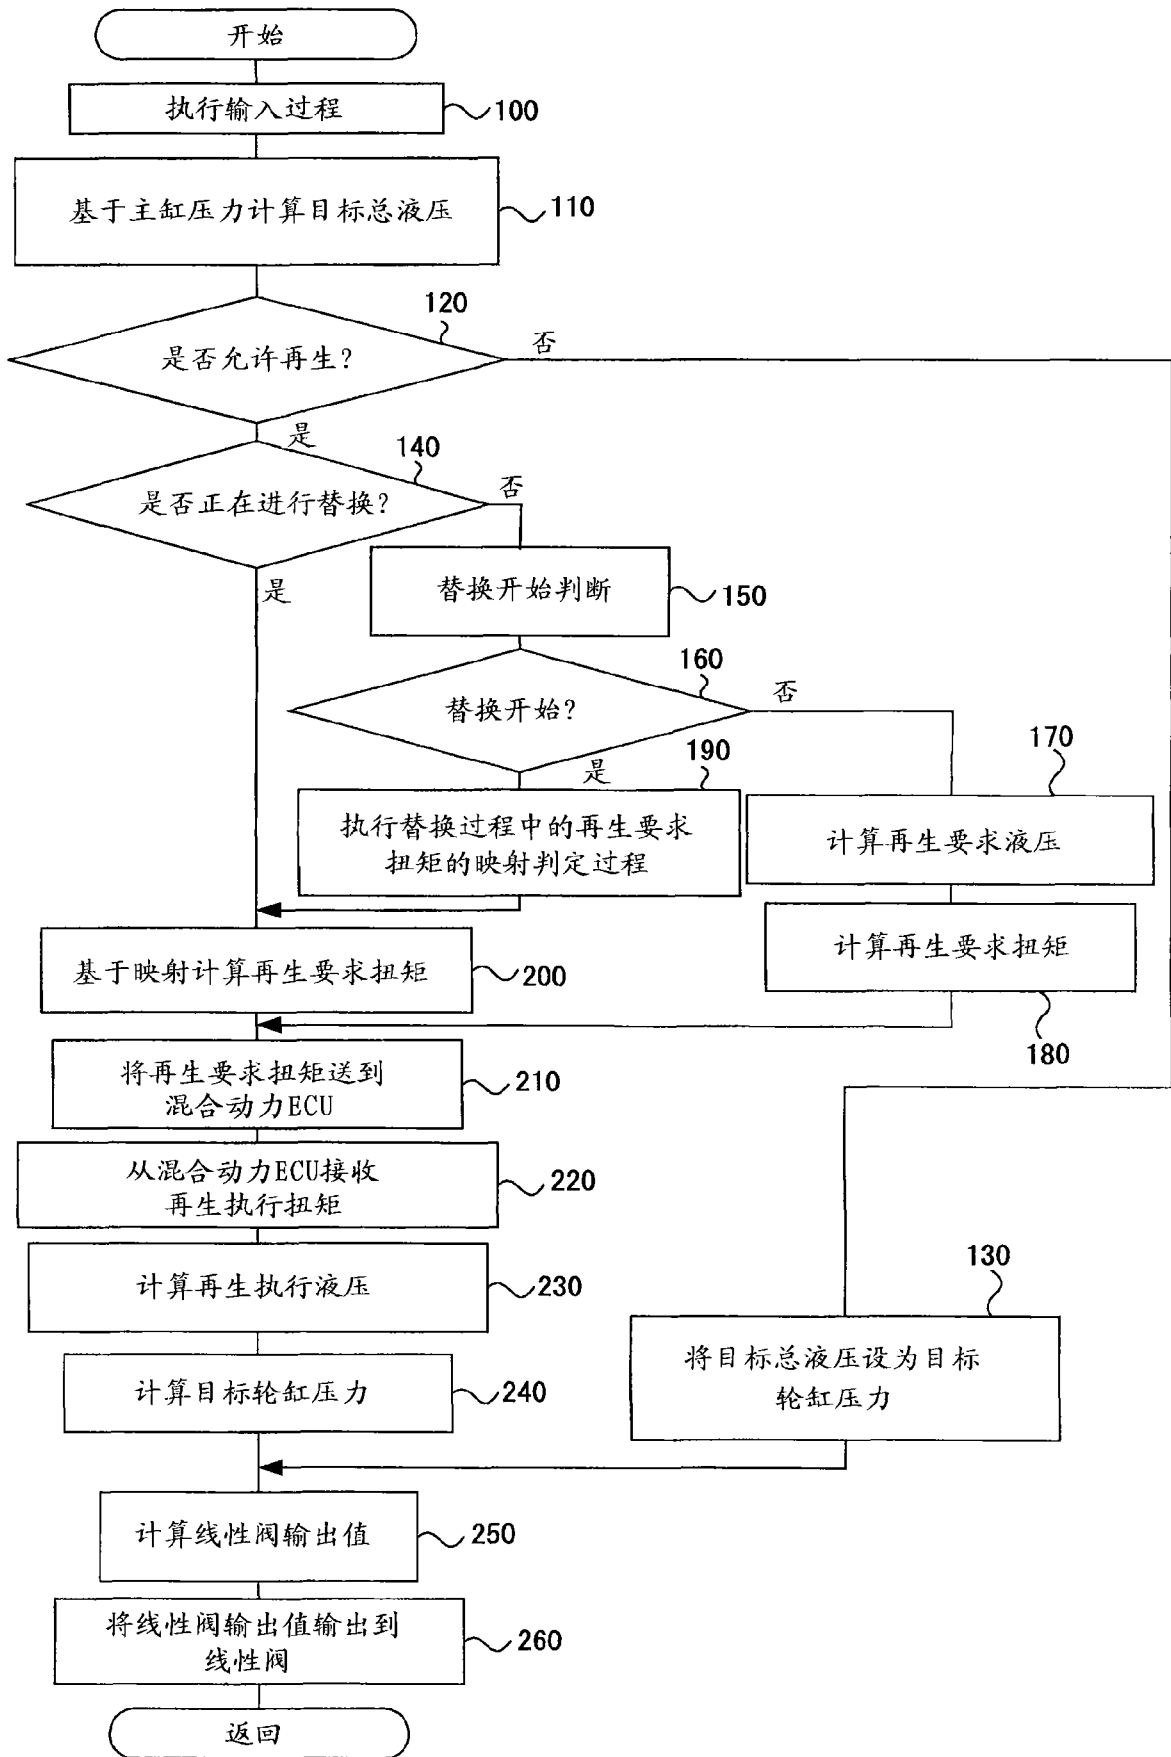 开始
执行输入过程
100
基于主缸压力计算目标总液压
110
120
是否允许再生?
否
是
140
是否正在进行替换?
否
是
替换开始判断
150
160
替换开始?
否
是
190
170
执行替换过程中的再生要求
扭矩的映射判定过程
计算再生要求液压
计算再生要求扭矩
180
基于映射计算再生要求扭矩
200
将再生要求扭矩送到
混合动力ECU
210
从混合动力ECU接收
再生执行扭矩
220
计算再生执行液压
230
130
将目标总液压设为目标
轮缸压力
计算目标轮缸压力
240
计算线性阀输出值
250
将线性阀输出值输出到
线性阀
260
返回